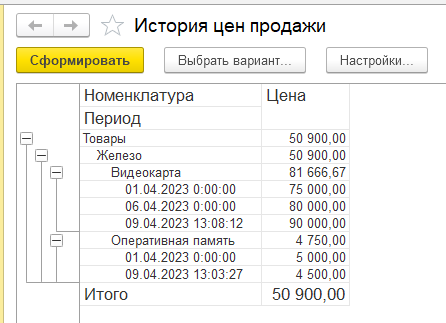 История цен продажи
Сформировать Выбрать вариант... Настройки...
Номенклатура Цена
Период
Товары 50 900,00
Железо 50 900,00
Видеокарта 81 666,67
01.04.2023 0:00:00 75 000,00
06.04.2023 0:00:00 80 000,00
09.04.2023 13:08:12 90 000,00
Оперативная память 4 750,00
01.04.2023 0:00:00 5 000,00
09.04.2023 13:03:27 4 500,00
Итого 50 900,00